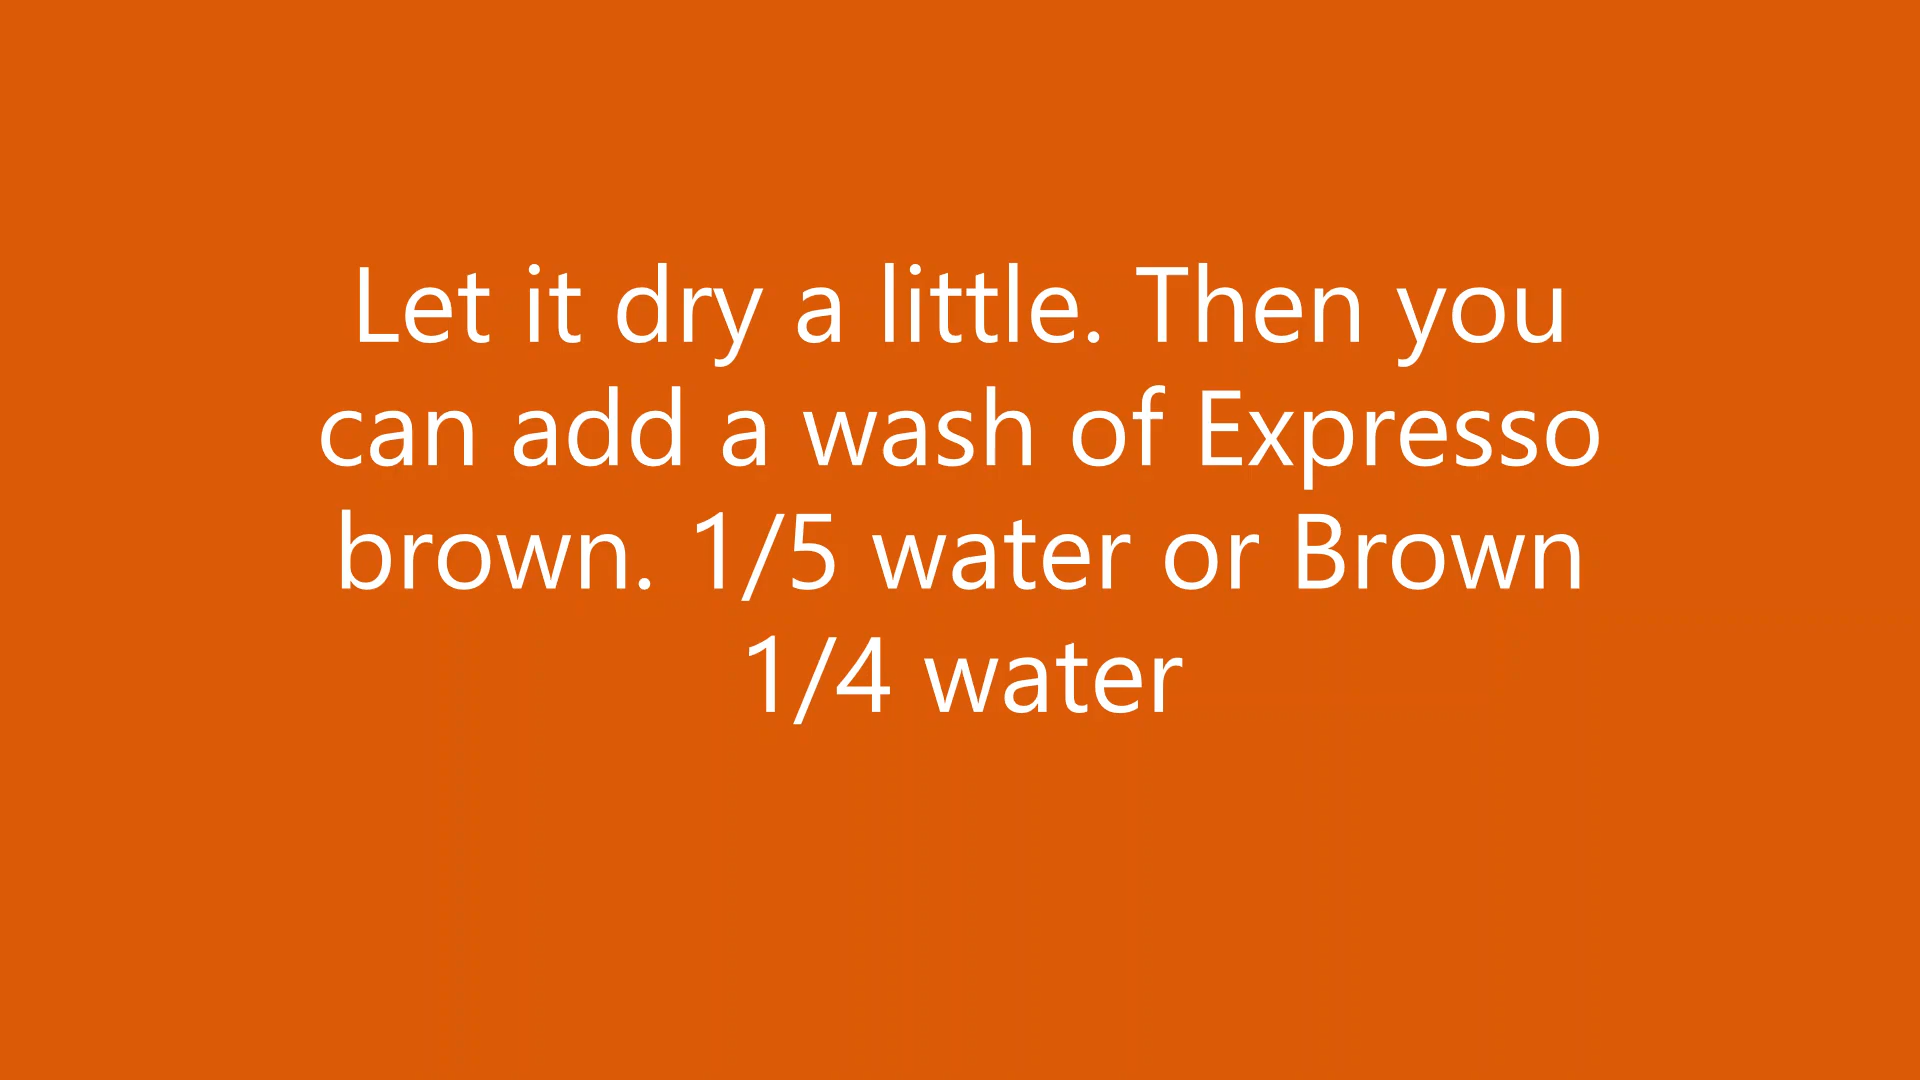 Let it dry a little. Then you
can add a wash of Expresso
brown. 1/5 water or Brown
1/4 water